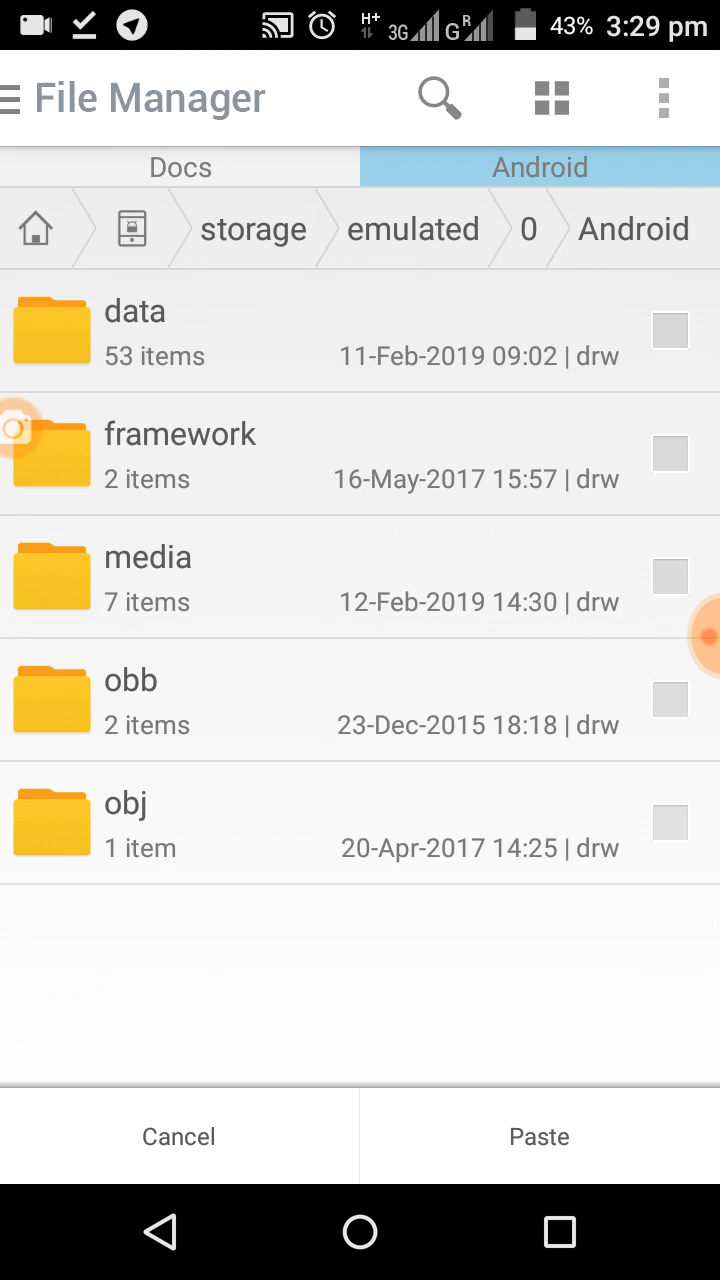 H+ 3G G R 43% 3:29 pm
File Manager
Docs Android
storage emulated 0 Android
data
53 items 11-Feb-2019 09:02 | drw
framework
2 items 16-May-2017 15:57 | drw
media
7 items 12-Feb-2019 14:30 | drw
obb
2 items 23-Dec-2015 18:18 | drw
obj
1 item 20-Apr-2017 14:25 | drw
Cancel Paste